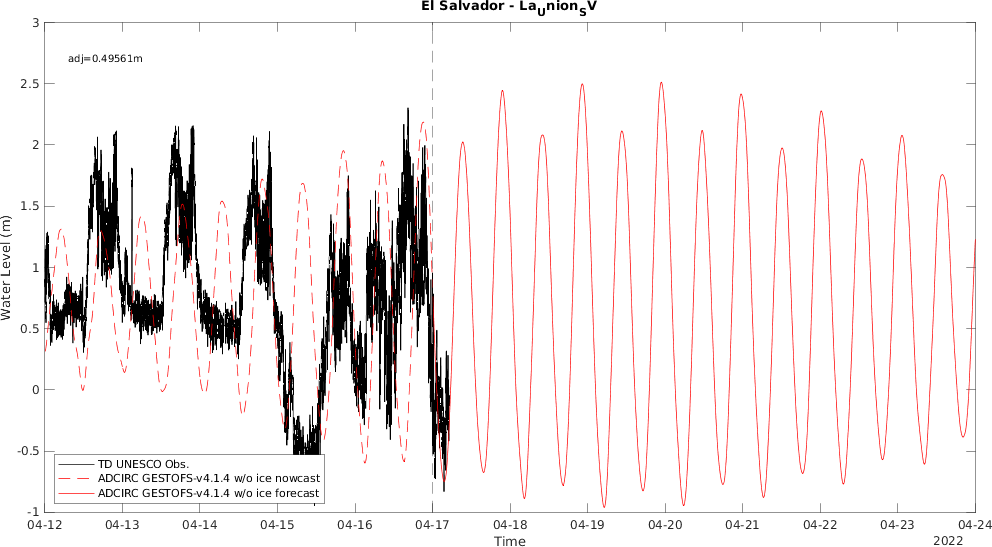 El Salvador - LaUnionSV
adj=0.49561m
3
2.5
2
1.5
1
0.5
0
-0.5
-1
Water Level (m)
TD UNESCO Obs.
ADCIRC GESTOFS-v4.1.4 w/o ice nowcast
ADCIRC GESTOFS-v4.1.4 w/o ice forecast
04-12 04-13 04-14 04-15 04-16 04-17 04-18 04-19 04-20 04-21 04-22 04-23 04-24
Time
2022